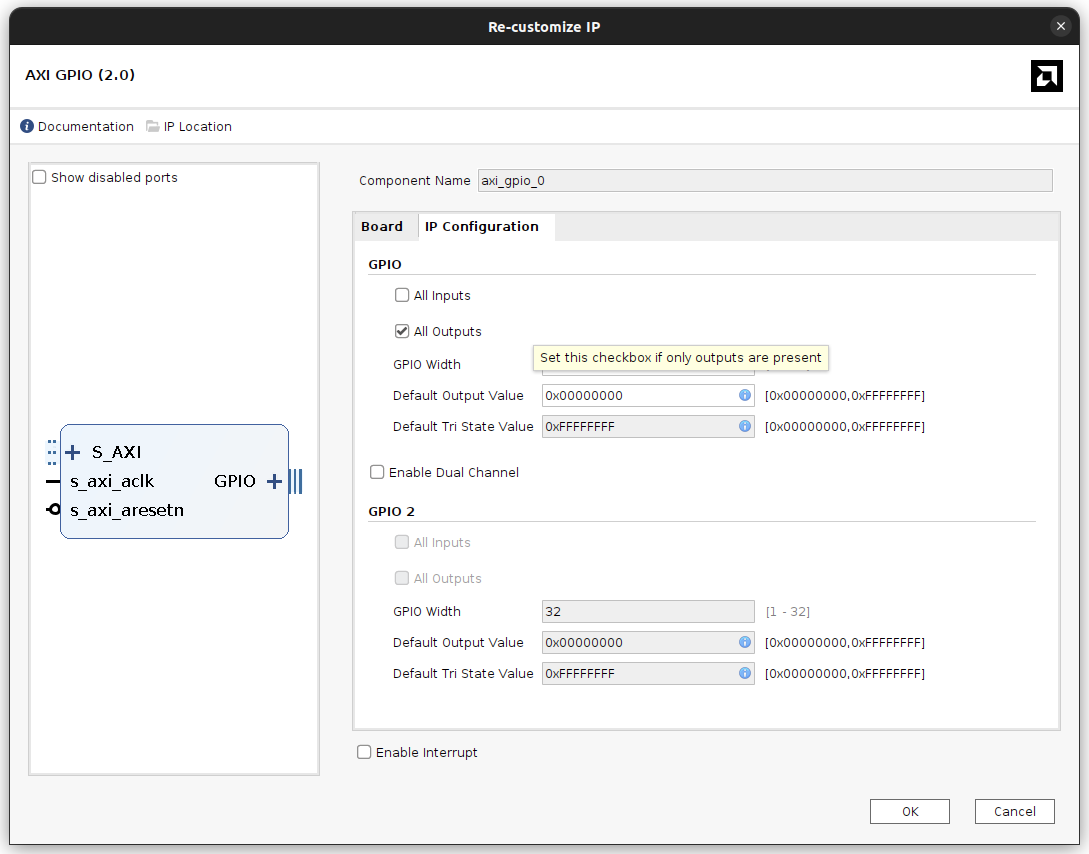 Re-customize IP
AXI GPIO (2.0)
Documentation IP Location
Show disabled ports
S_AXI
s_axi_aclk GPIO
s_axi_aresetn
Component Name axi_gpio_0
Board IP Configuration
GPIO
All Inputs
All Outputs
Set this checkbox if only outputs are present
GPIO Width
Default Output Value 0x00000000 [0x00000000,0xFFFFFFFF]
Default Tri State Value 0xFFFFFFFF [0x00000000,0xFFFFFFFF]
Enable Dual Channel
GPIO 2
All Inputs
All Outputs
GPIO Width 32 [1 - 32]
Default Output Value 0x00000000 [0x00000000,0xFFFFFFFF]
Default Tri State Value 0xFFFFFFFF [0x00000000,0xFFFFFFFF]
Enable Interrupt
OK Cancel